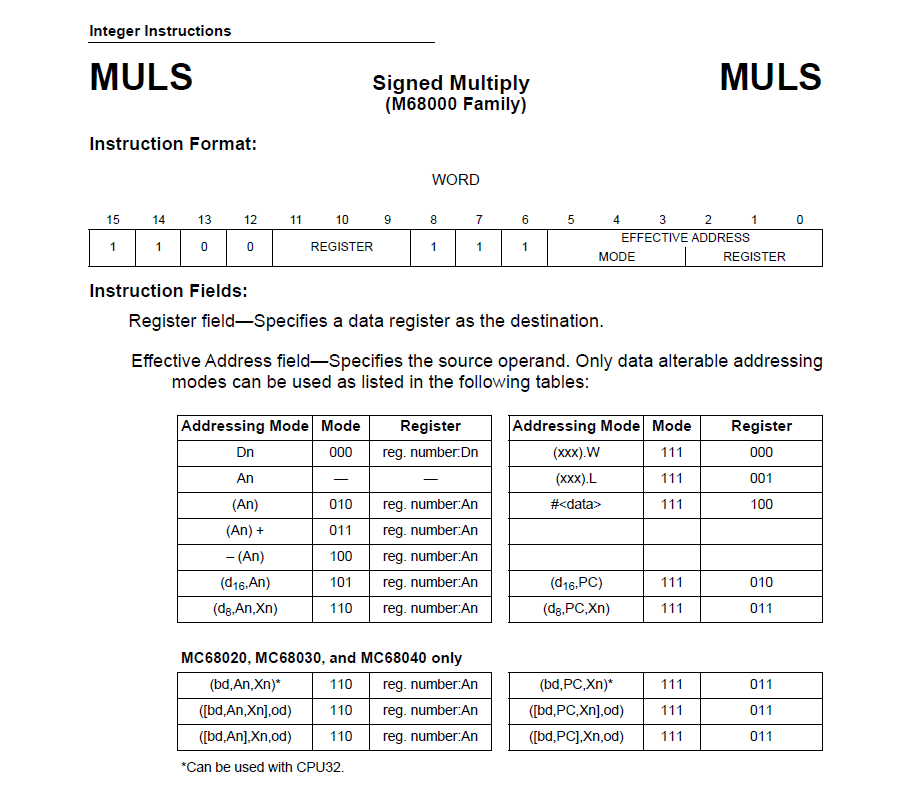 Integer Instructions
MULS Signed Multiply MULS
(M68000 Family)
Instruction Format:
WORD
15 14 13 12 11 10 9 8 7 6 5 4 3 2 1 0
1 1 0 0 REGISTER 1 1 1 EFFECTIVE ADDRESS
MODE REGISTER
Instruction Fields:
Register field—Specifies a data register as the destination.
Effective Address field—Specifies the source operand. Only data alterable addressing
modes can be used as listed in the following tables:
Addressing Mode Mode Register Addressing Mode Mode Register
Dn 000 reg. number:Dn (xxx).W 111 000
An — — (xxx).L 111 001
(An) 010 reg. number:An #<data> 111 100
(An) + 011 reg. number:An
– (An) 100 reg. number:An
(d16,An) 101 reg. number:An (d16,PC) 111 010
(d8,An,Xn) 110 reg. number:An (d8,PC,Xn) 111 011
MC68020, MC68030, and MC68040 only
(bd,An,Xn)* 110 reg. number:An (bd,PC,Xn)* 111 011
([bd,An,Xn],od) 110 reg. number:An ([bd,PC,Xn],od) 111 011
([bd,An],Xn,od) 110 reg. number:An ([bd,PC],Xn,od) 111 011
*Can be used with CPU32.